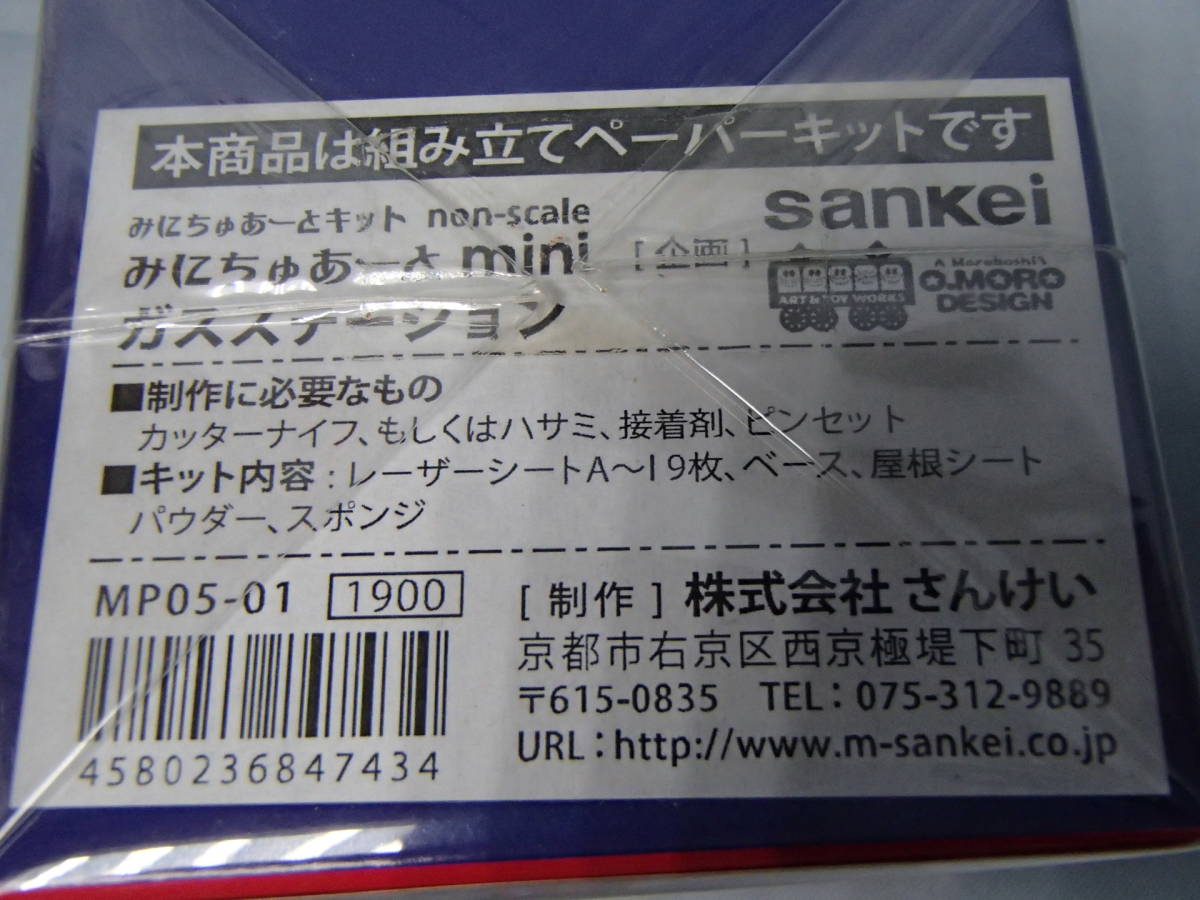 本商品は組み立てペーパーキットです
みにちゅあーとキット non-scale
みにちゅあーと mini
ガスステーション
[企画]
sankei
ART & TOY WORKS
A Moroboshi's
O.MORO
DESIGN
■制作に必要なもの
カッターナイフ、もしくはハサミ、接着剤、ピンセット
■キット内容:レーザーシートA～I 9枚、ベース、屋根シート
パウダー、スポンジ
MP05-01 1900
4580236847434
[制作] 株式会社 さんけい
京都市右京区西京極堤下町 35
〒615-0835 TEL:075-312-9889
URL:http://www.m-sankei.co.jp